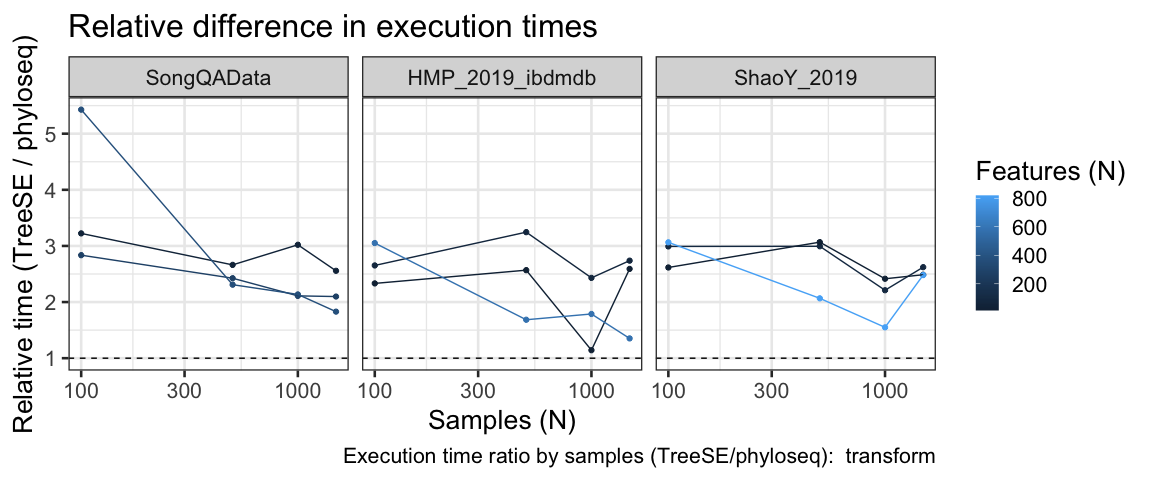 Relative difference in execution times
SongQAData
HMP_2019_ibdmdb
ShaoY_2019
Relative time (TreeSE / phyloseq)
5
4
3
2
1
100
300
1000
100
300
1000
100
300
1000
Samples (N)
Features (N)
800
600
400
200
Execution time ratio by samples (TreeSE/phyloseq):  transform